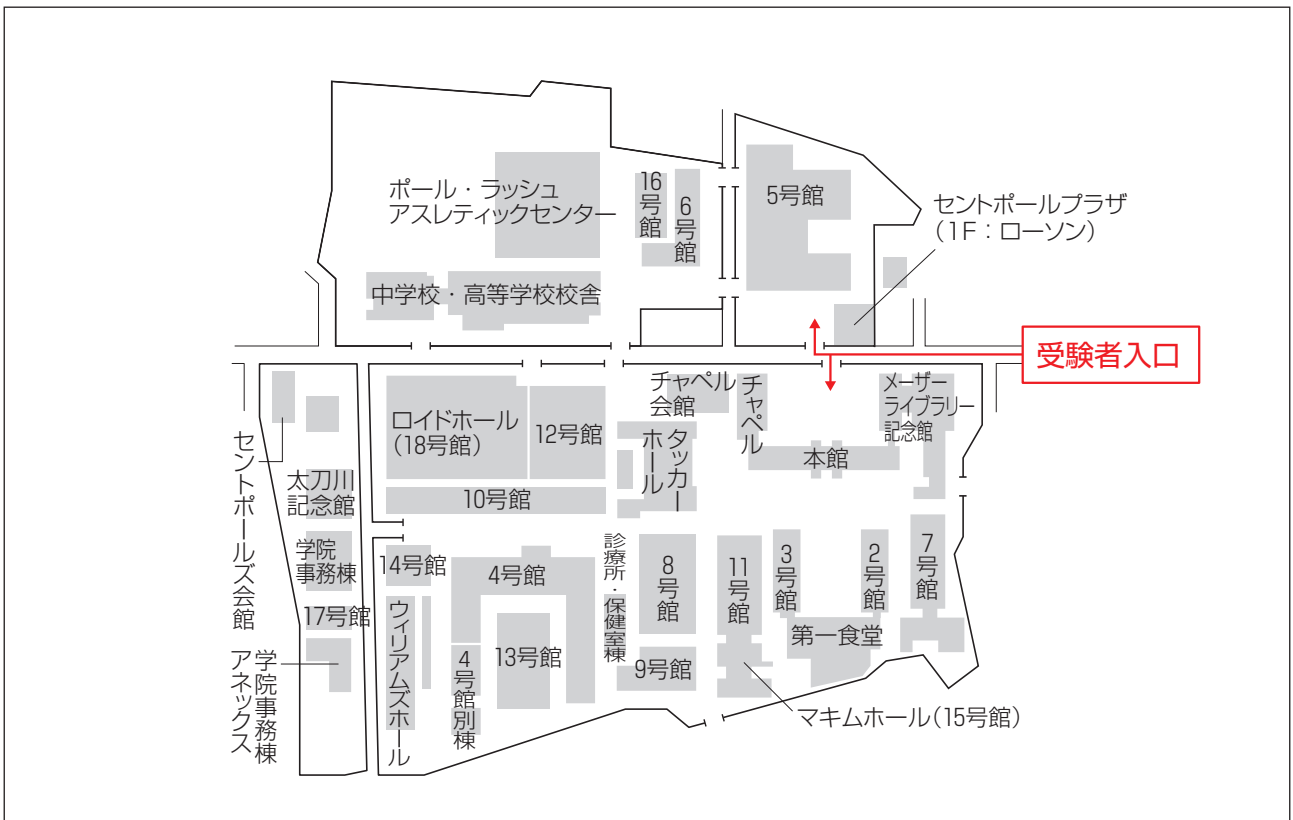 ポール・ラッシュ
アスレティックセンター
16号館
6号館
5号館
セントポールプラザ
(1F:ローソン)
中学校・高等学校校舎
受験者入口
チャペル
会館
チャペル
メーザー
ライブラリー
記念館
ロイドホール
(18号館)
12号館
タッカー
ホール
本館
セントポールズ会館
太刀川
記念館
10号館
学院
事務棟
14号館
4号館
診療所・保健室棟
8号館
11号館
3号館
2号館
7号館
17号館
ウィリアムズホール
13号館
第一食堂
4号館別棟
9号館
学院事務棟
アネックス
マキムホール(15号館)